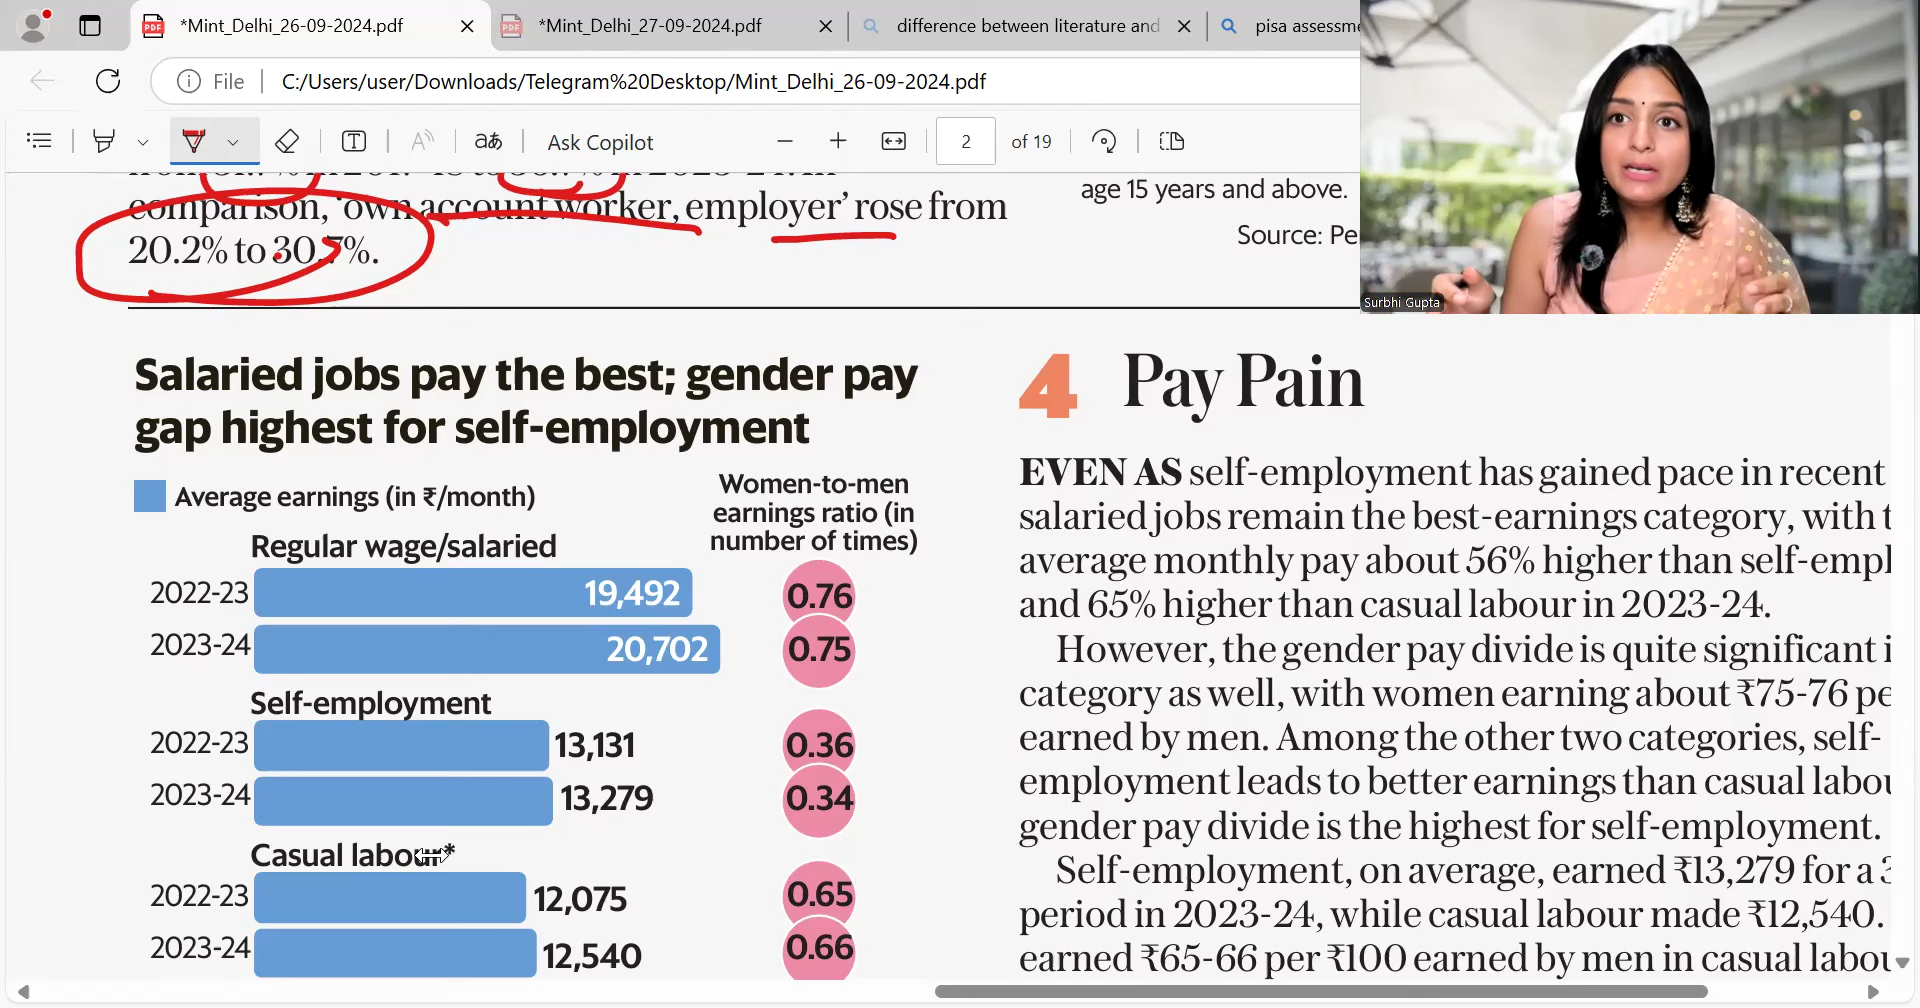 *Mint_Delhi_26-09-2024.pdf
*Mint_Delhi_27-09-2024.pdf
difference between literature and
pisa assessme
File
C:/Users/user/Downloads/Telegram%20Desktop/Mint_Delhi_26-09-2024.pdf
Ask Copilot
2 of 19
comparison, ‘own account worker, employer’ rose from
20.2% to 30.7%.
age 15 years and above.
Source: Pe
Surbhi Gupta
Salaried jobs pay the best; gender pay
gap highest for self-employment
Average earnings (in ₹/month)
Women-to-men
earnings ratio (in
number of times)
Regular wage/salaried
2022-23 19,492 0.76
2023-24 20,702 0.75
Self-employment
2022-23 13,131 0.36
2023-24 13,279 0.34
Casual labour*
2022-23 12,075 0.65
2023-24 12,540 0.66
4 Pay Pain
EVEN AS self-employment has gained pace in recent
salaried jobs remain the best-earnings category, with t
average monthly pay about 56% higher than self-empl
and 65% higher than casual labour in 2023-24.
However, the gender pay divide is quite significant i
category as well, with women earning about ₹75-76 pe
earned by men. Among the other two categories, self-
employment leads to better earnings than casual labou
gender pay divide is the highest for self-employment.
Self-employment, on average, earned ₹13,279 for a 3
period in 2023-24, while casual labour made ₹12,540.
earned ₹65-66 per ₹100 earned by men in casual labou